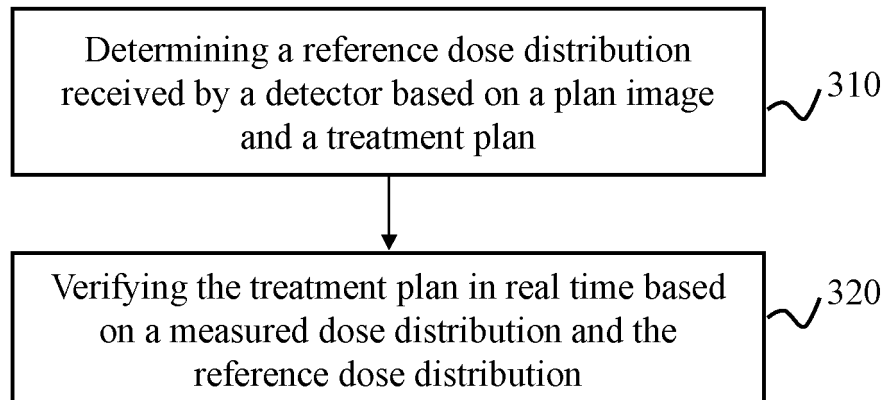 Determining a reference dose distribution
received by a detector based on a plan image
and a treatment plan
310
Verifying the treatment plan in real time based
on a measured dose distribution and the
reference dose distribution
320